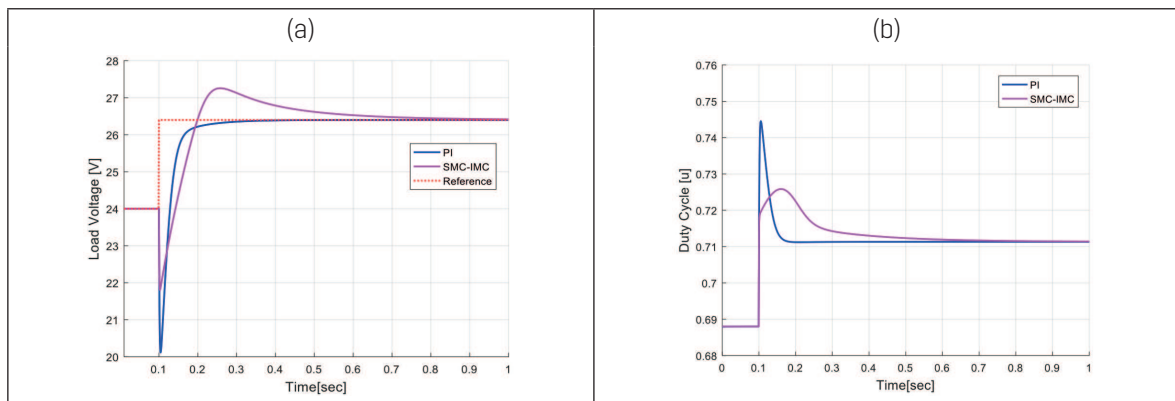 (a)
28
27
26
25
24
23
22
21
20
Load Voltage [V]
PI
SMC-IMC
Reference
0.1 0.2 0.3 0.4 0.5 0.6 0.7 0.8 0.9 1
Time[sec]
(b)
0.76
0.75
0.74
0.73
0.72
0.71
0.7
0.69
0.68
Duty Cycle [u]
PI
SMC-IMC
0 0.1 0.2 0.3 0.4 0.5 0.6 0.7 0.8 0.9 1
Time[sec]